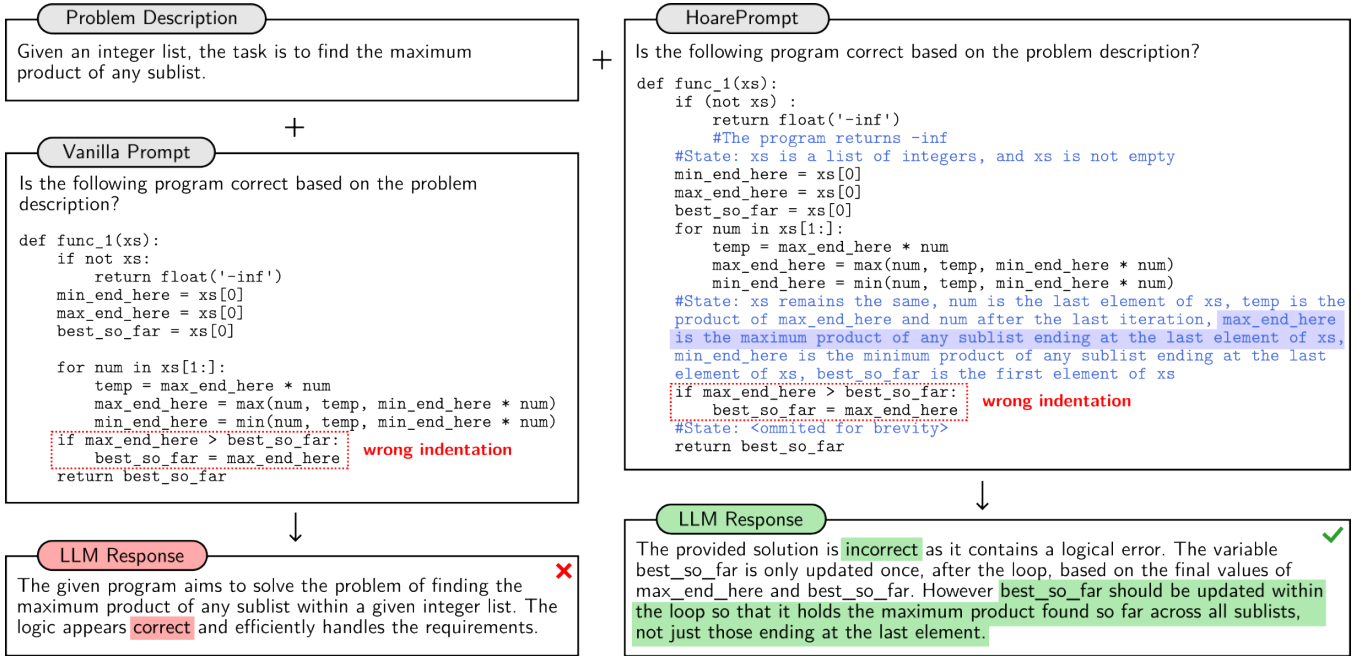 Problem Description
Given an integer list, the task is to find the maximum
product of any sublist.
+
Vanilla Prompt
Is the following program correct based on the problem
description?
def func_1(xs):
    if not xs:
        return float('-inf')
    min_end_here = xs[0]
    max_end_here = xs[0]
    best_so_far = xs[0]
    for num in xs[1:]:
        temp = max_end_here * num
        max_end_here = max(num, temp, min_end_here * num)
        min_end_here = min(num, temp, min_end_here * num)
    if max_end_here > best_so_far:
        best_so_far = max_end_here
wrong indentation
    return best_so_far
↓
LLM Response
The given program aims to solve the problem of finding the
maximum product of any sublist within a given integer list. The
logic appears correct and efficiently handles the requirements.
+
HoarePrompt
Is the following program correct based on the problem description?
def func_1(xs):
    if (not xs) :
        return float('-inf')
        #The program returns -inf
    #State: xs is a list of integers, and xs is not empty
    min_end_here = xs[0]
    max_end_here = xs[0]
    best_so_far = xs[0]
    for num in xs[1:]:
        temp = max_end_here * num
        max_end_here = max(num, temp, min_end_here * num)
        min_end_here = min(num, temp, min_end_here * num)
    #State: xs remains the same, num is the last element of xs, temp is the
    product of max_end_here and num after the last iteration, max_end_here
    is the maximum product of any sublist ending at the last element of xs,
    min_end_here is the minimum product of any sublist ending at the last
    element of xs, best_so_far is the first element of xs
    if max_end_here > best_so_far:
        best_so_far = max_end_here
wrong indentation
    #State: <ommited for brevity>
    return best_so_far
↓
LLM Response
The provided solution is incorrect as it contains a logical error. The variable
best_so_far is only updated once, after the loop, based on the final values of
max_end_here and best_so_far. However best_so_far should be updated within
the loop so that it holds the maximum product found so far across all sublists,
not just those ending at the last element.